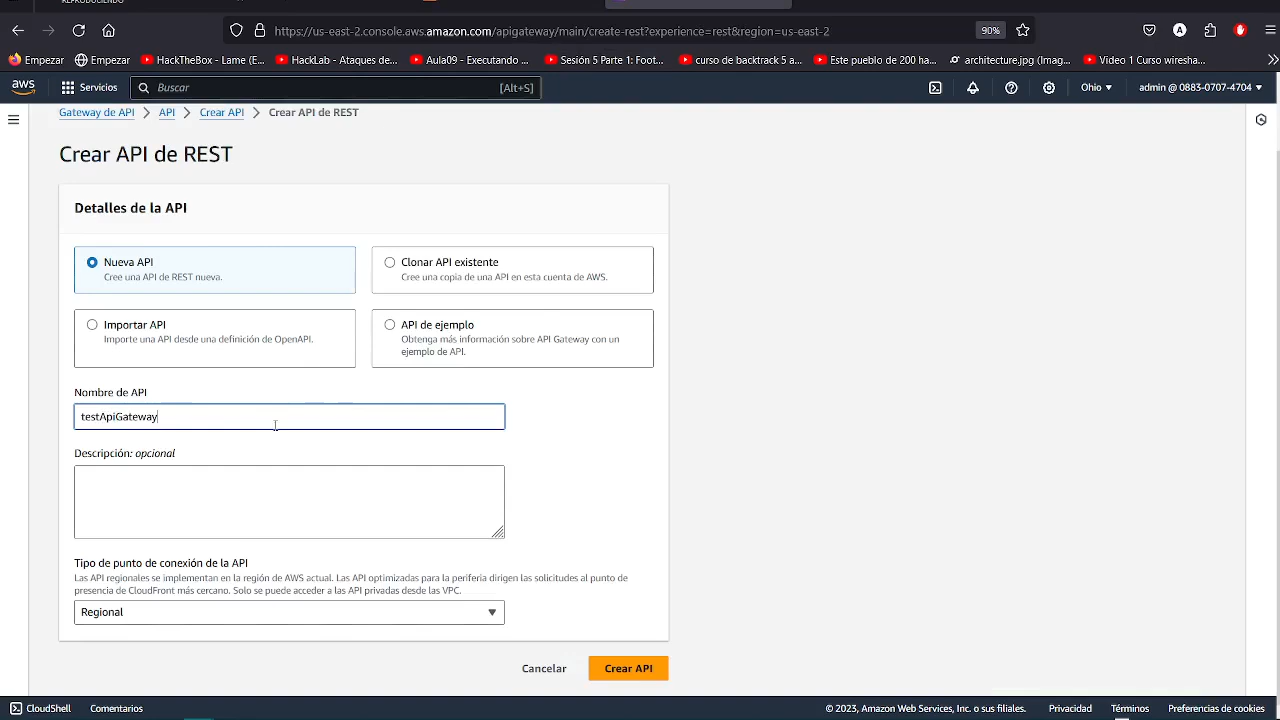 REPRODUCIENDO
https://us-east-2.console.aws.amazon.com/apigateway/main/create-rest?experience=rest&region=us-east-2
90%
Empezar
Empezar
HackTheBox - Lame (E...
HackLab - Ataques de...
Aula09 - Executando ...
Sesión 5 Parte 1: Foot...
curso de backtrack 5 a...
Este pueblo de 200 ha...
architecture.jpg (Imag...
Vídeo 1 Curso wiresha...
aws
Servicios
Buscar
[Alt+S]
Ohio
admin @ 0883-0707-4704
Gateway de API
API
Crear API
Crear API de REST
Crear API de REST
Detalles de la API
Nueva API
Cree una API de REST nueva.
Clonar API existente
Cree una copia de una API en esta cuenta de AWS.
Importar API
Importe una API desde una definición de OpenAPI.
API de ejemplo
Obtenga más información sobre API Gateway con un
ejemplo de API.
Nombre de API
testApiGateway
Descripción: opcional
Tipo de punto de conexión de la API
Las API regionales se implementan en la región de AWS actual. Las API optimizadas para la periferia dirigen las solicitudes al punto de
presencia de CloudFront más cercano. Solo se puede acceder a las API privadas desde las VPC.
Regional
Cancelar
Crear API
CloudShell
Comentarios
© 2023, Amazon Web Services, Inc. o sus filiales.
Privacidad
Términos
Preferencias de cookies